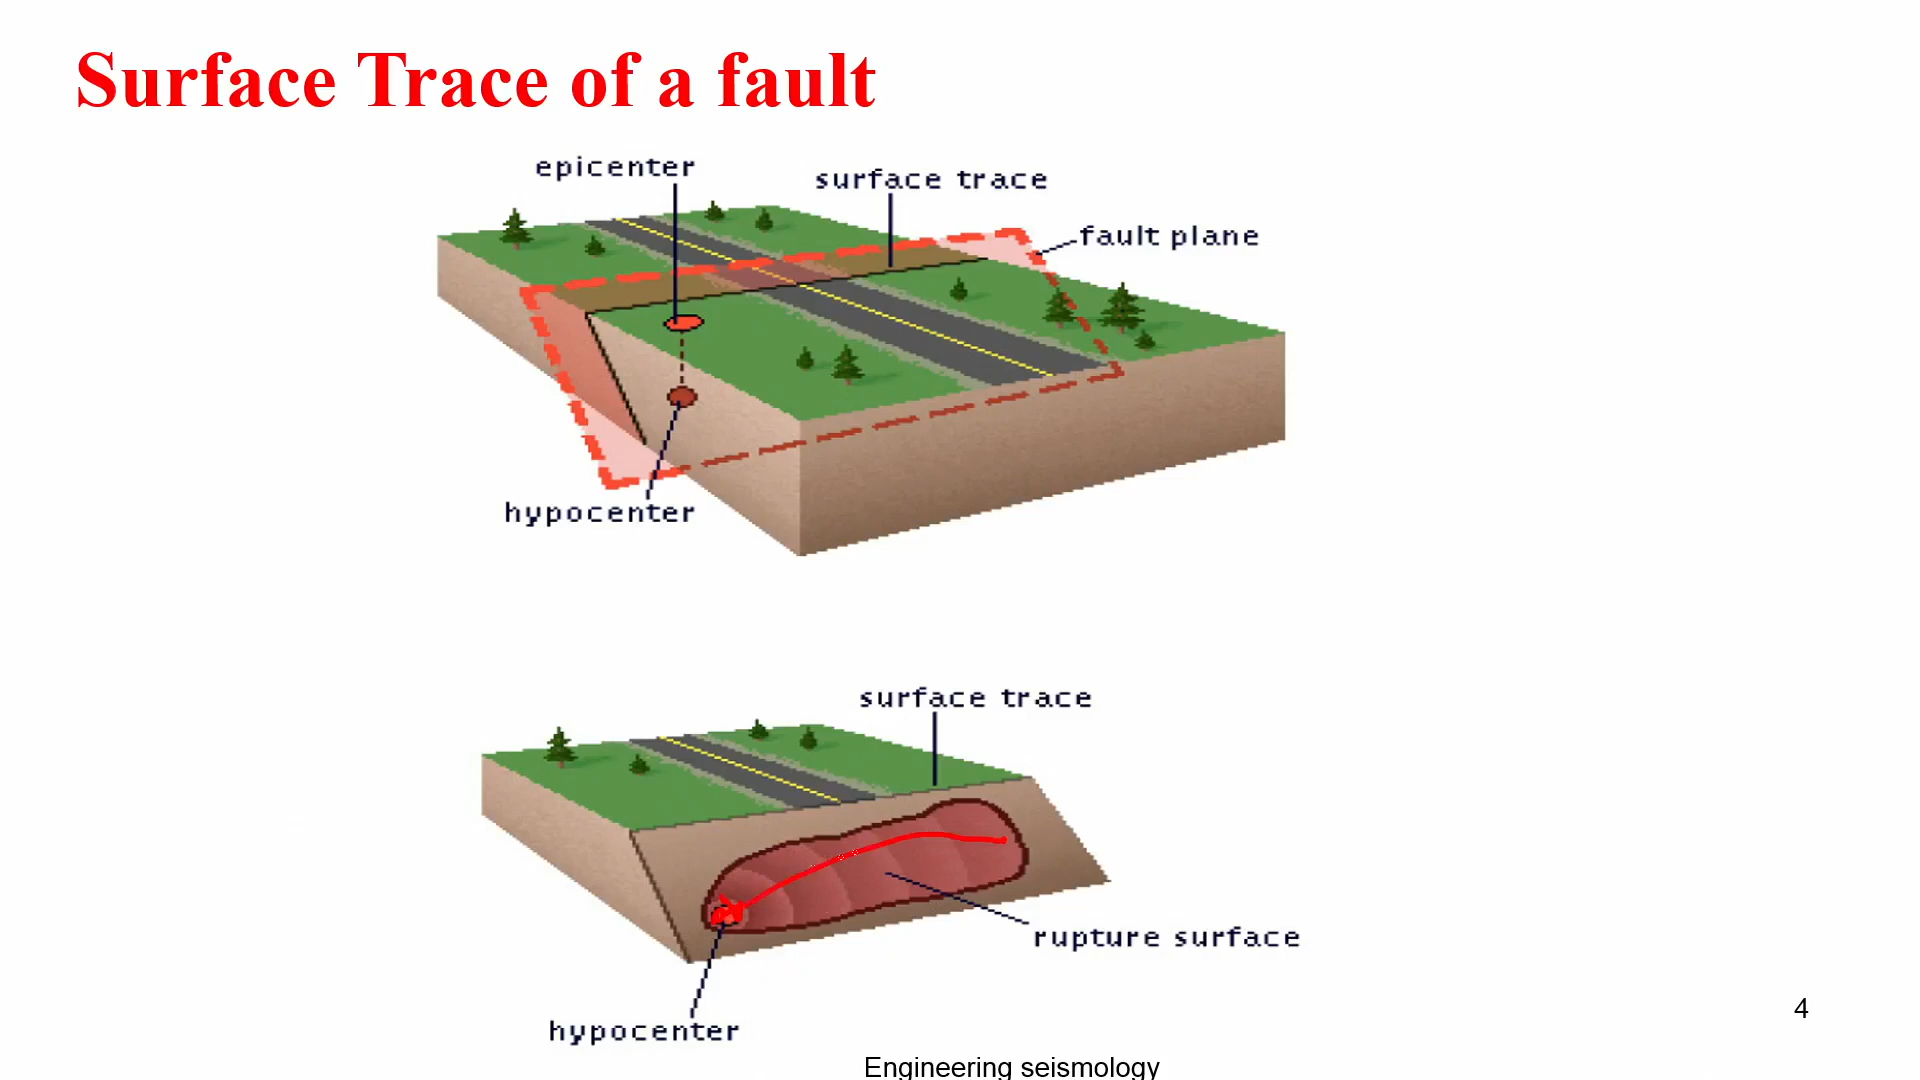 Surface Trace of a fault
epicenter
surface trace
fault plane
hypocenter
surface trace
rupture surface
hypocenter
4
Engineering seismology